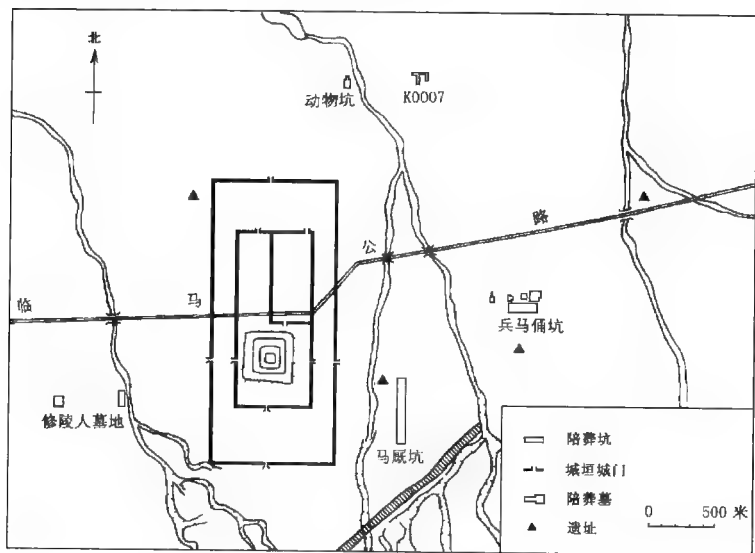 北
动物坑
K0007
临 马 公 路
兵马俑坑
修陵人墓地
马厩坑
陪葬坑
城垣城门
陪葬墓
遗址
0 500 米